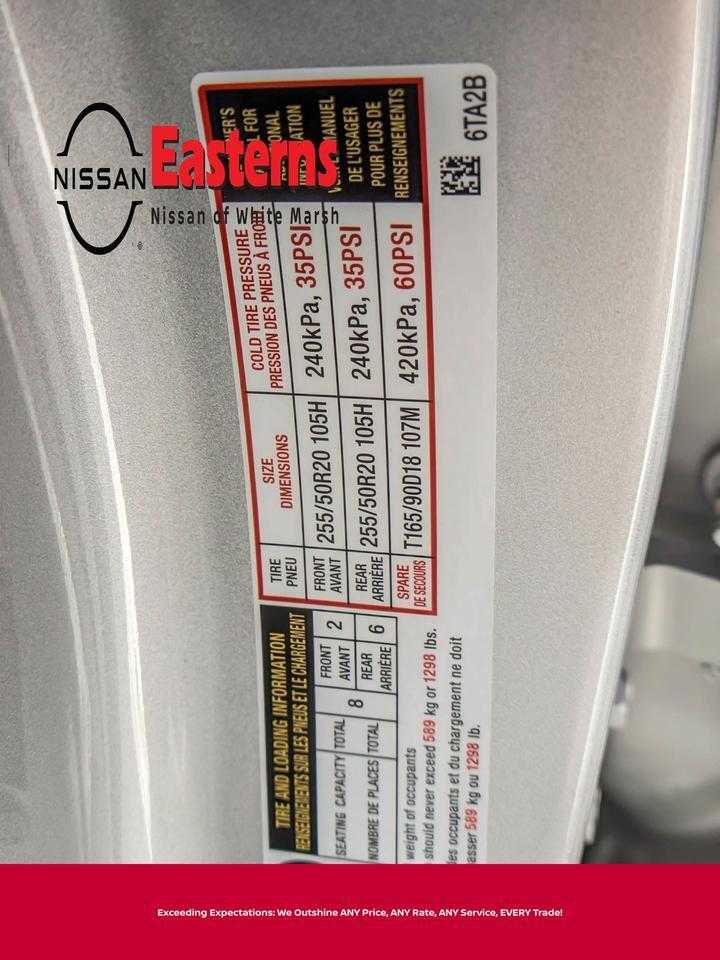 NISSAN
Easterns
Nissan of White Marsh
®
TIRE AND LOADING INFORMATION
RENSEIGNEMENTS SUR LES PNEUS ET LE CHARGEMENT
SEATING CAPACITY TOTAL 8 FRONT 2
NOMBRE DE PLACES TOTAL AVANT
REAR 6
ARRIÈRE
weight of occupants
should never exceed 589 kg or 1298 lbs.
des occupants et du chargement ne doit
asser 589 kg ou 1298 lb.
TIRE SIZE COLD TIRE PRESSURE
PNEU DIMENSIONS PRESSION DES PNEUS À FROID
FRONT 255/50R20 105H 240kPa, 35PSI
AVANT
REAR 255/50R20 105H 240kPa, 35PSI
ARRIÈRE
SPARE T165/90D18 107M 420kPa, 60PSI
DE SECOURS
DE L'USAGER
POUR PLUS DE
RENSEIGNEMENTS
6TA2B
Exceeding Expectations: We Outshine ANY Price, ANY Rate, ANY Service, EVERY Trade!